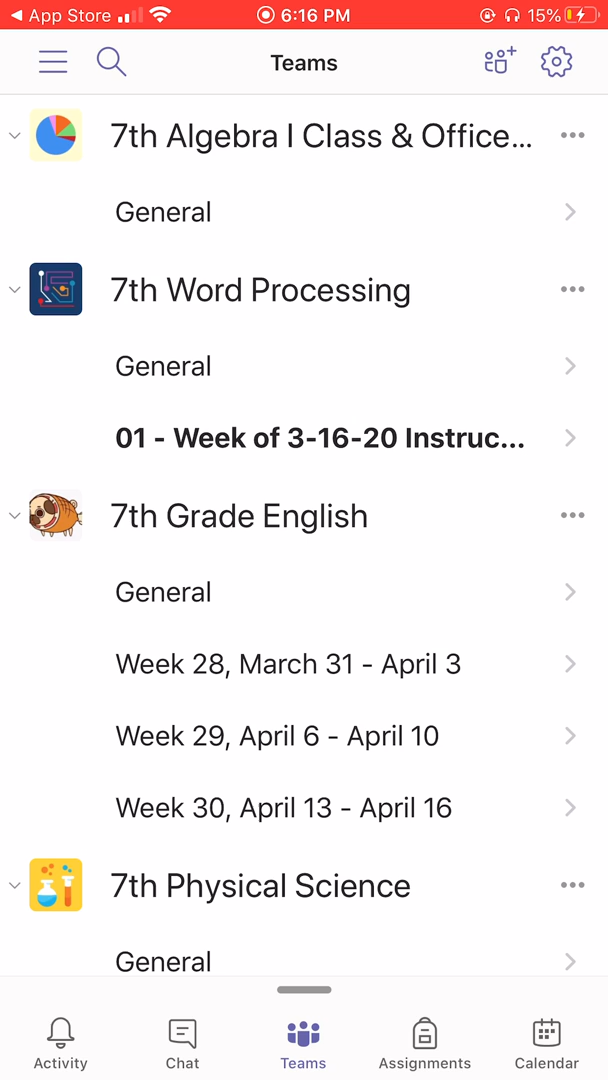 App Store 6:16 PM 15%
Teams
7th Algebra I Class & Office...
General
7th Word Processing
General
01 - Week of 3-16-20 Instruc...
7th Grade English
General
Week 28, March 31 - April 3
Week 29, April 6 - April 10
Week 30, April 13 - April 16
7th Physical Science
General
Activity Chat Teams Assignments Calendar